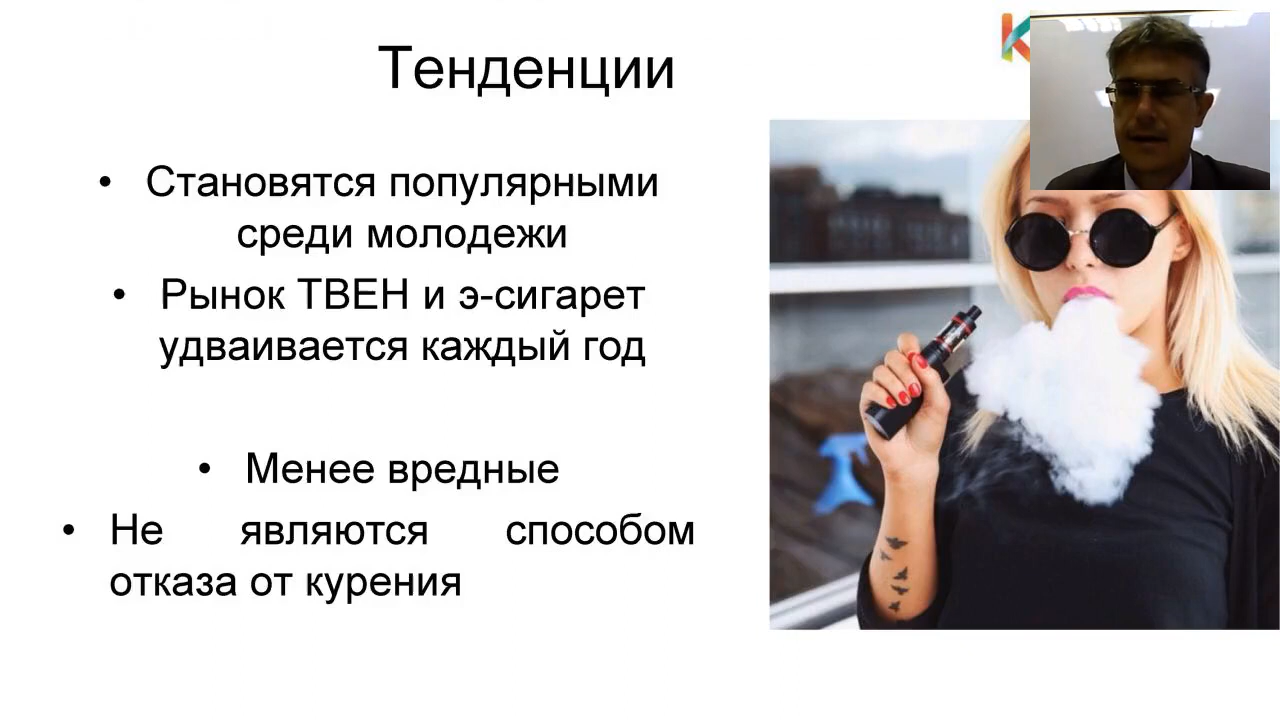 Тенденции
• Становятся популярными
среди молодежи
• Рынок ТВЕН и э-сигарет
удваивается каждый год
• Менее вредные
• Не являются способом
отказа от курения